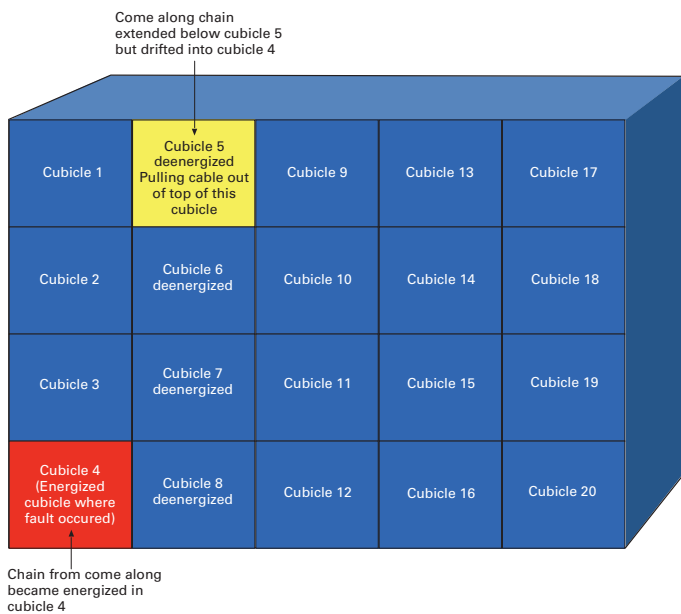 Come along chain
extended below cubicle 5
but drifted into cubicle 4
Cubicle 1
Cubicle 5
deenergized
Pulling cable out
of top of this
cubicle
Cubicle 9
Cubicle 13
Cubicle 17
Cubicle 2
Cubicle 6
deenergized
Cubicle 10
Cubicle 14
Cubicle 18
Cubicle 3
Cubicle 7
deenergized
Cubicle 11
Cubicle 15
Cubicle 19
Cubicle 4
(Energized
cubicle where
fault occured)
Cubicle 8
deenergized
Cubicle 12
Cubicle 16
Cubicle 20
Chain from come along
became energized in
cubicle 4